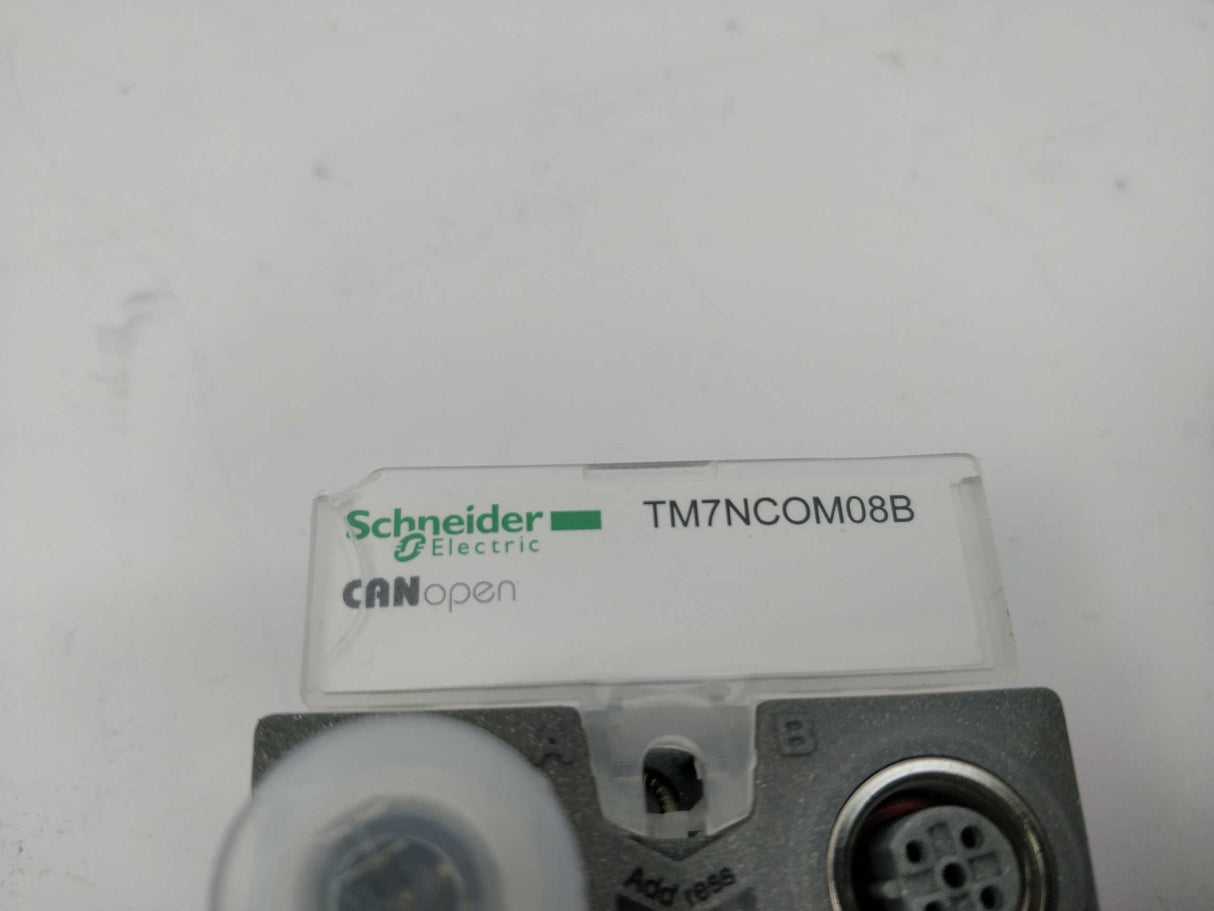 Schneider TM7NCOM08B
Electric
CANopen
A B
Address